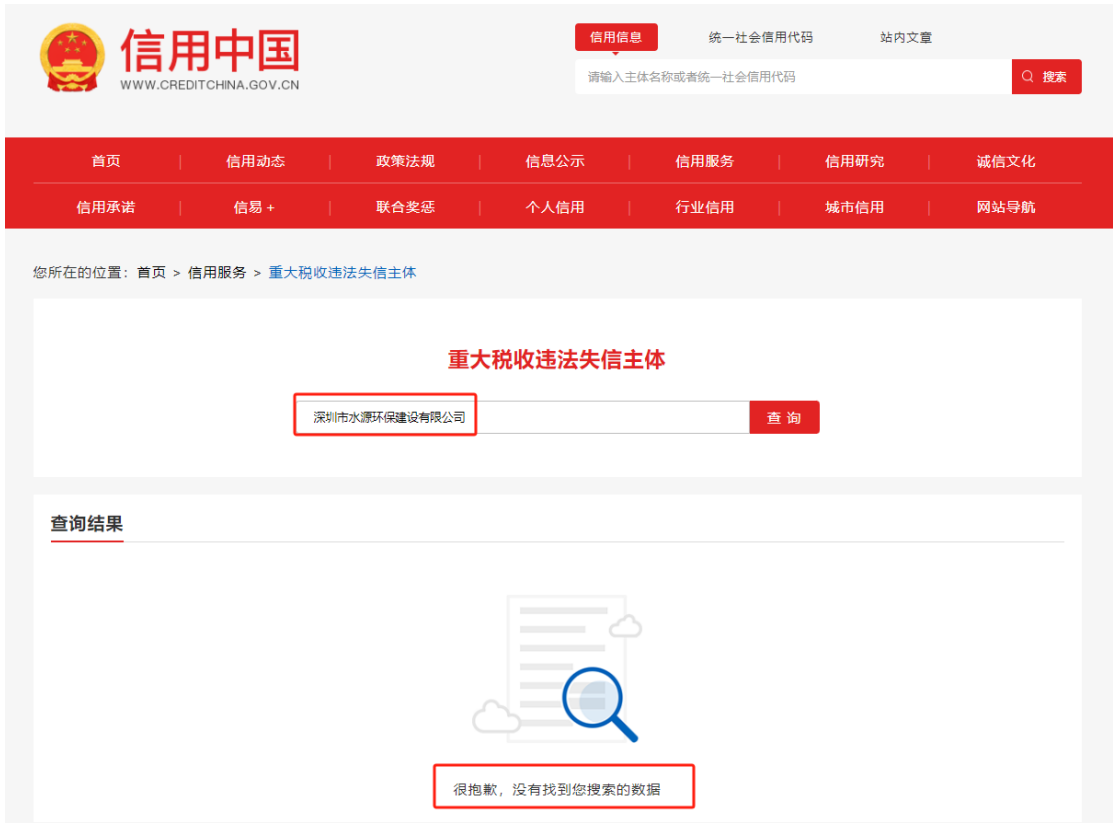 信用中国
WWW.CREDITCHINA.GOV.CN
信用信息 统一社会信用代码 站内文章
请输入主体名称或者统一社会信用代码 搜索
首页 信用动态 政策法规 信息公示 信用服务 信用研究 诚信文化
信用承诺 信易 + 联合奖惩 个人信用 行业信用 城市信用 网站导航
您所在的位置：首页 > 信用服务 > 重大税收违法失信主体
重大税收违法失信主体
深圳市水源环保建设有限公司 查 询
查询结果
很抱歉，没有找到您搜索的数据